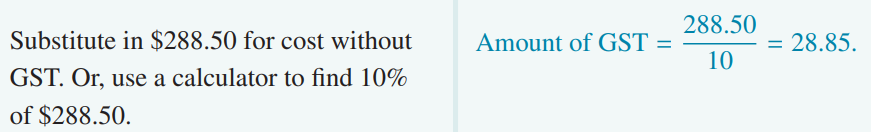 Substitute in $288.50 for cost without
GST. Or, use a calculator to find 10%
of $288.50.
Amount of GST = 288.50/10 = 28.85.